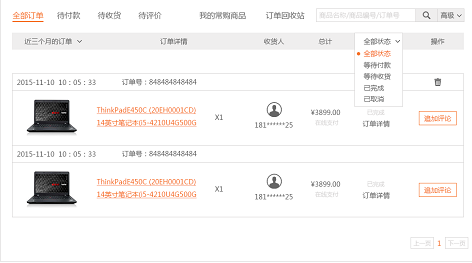 全部订单 待付款 待收货 待评价 我的常购商品 订单回收站 商品名称/商品编号/订单号 高级
近三个月的订单 订单详情 收货人 总计 全部状态 操作
全部状态
等待付款
等待收货
已完成
已取消
2015-11-10 10：05：33 订单号：848484848484
ThinkPadE450C (20EH0001CD)
14英寸笔记本(i5-4210U4G500G
X1
181******25
¥3899.00
在线支付
已完成
订单详情
追加评论
2015-11-10 10：05：33 订单号：848484848484
ThinkPadE450C (20EH0001CD)
14英寸笔记本(i5-4210U4G500G
X1
181******25
¥3899.00
在线支付
已完成
订单详情
追加评论
上一页 1 下一页